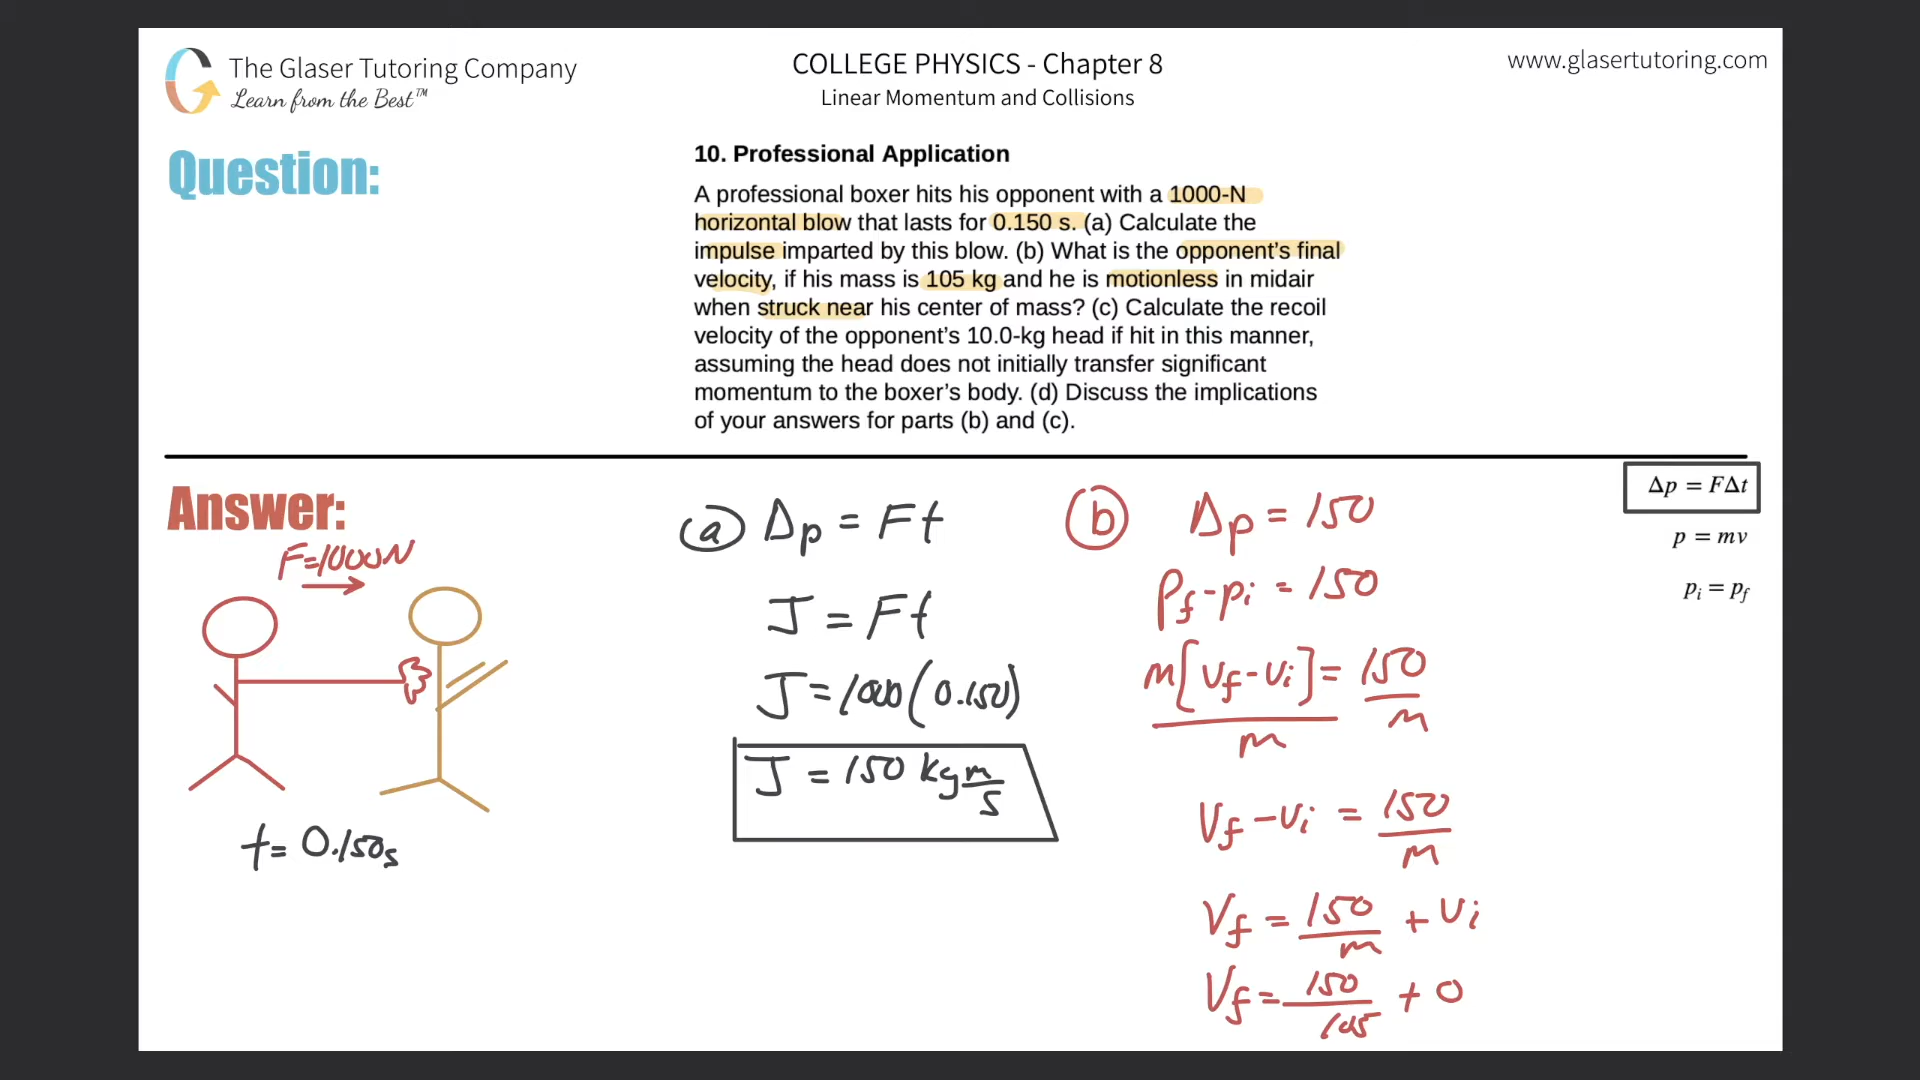 The Glaser Tutoring Company
Learn from the Best™
COLLEGE PHYSICS - Chapter 8
Linear Momentum and Collisions
www.glasertutoring.com
Question:
10. Professional Application
A professional boxer hits his opponent with a 1000-N
horizontal blow that lasts for 0.150 s. (a) Calculate the
impulse imparted by this blow. (b) What is the opponent's final
velocity, if his mass is 105 kg and he is motionless in midair
when struck near his center of mass? (c) Calculate the recoil
velocity of the opponent's 10.0-kg head if hit in this manner,
assuming the head does not initially transfer significant
momentum to the boxer's body. (d) Discuss the implications
of your answers for parts (b) and (c).
Answer:
F=1000N
t= 0.150s
(a) Δp = Ft
J = Ft
J = 1000(0.150)
J = 150 kg m/s
(b) Δp = 150
pf - pi = 150
m[vf - vi] / m = 150 / m
vf - vi = 150 / m
vf = 150 / m + vi
vf = 150 / 105 + 0
Δp = FΔt
p = mv
pi = pf